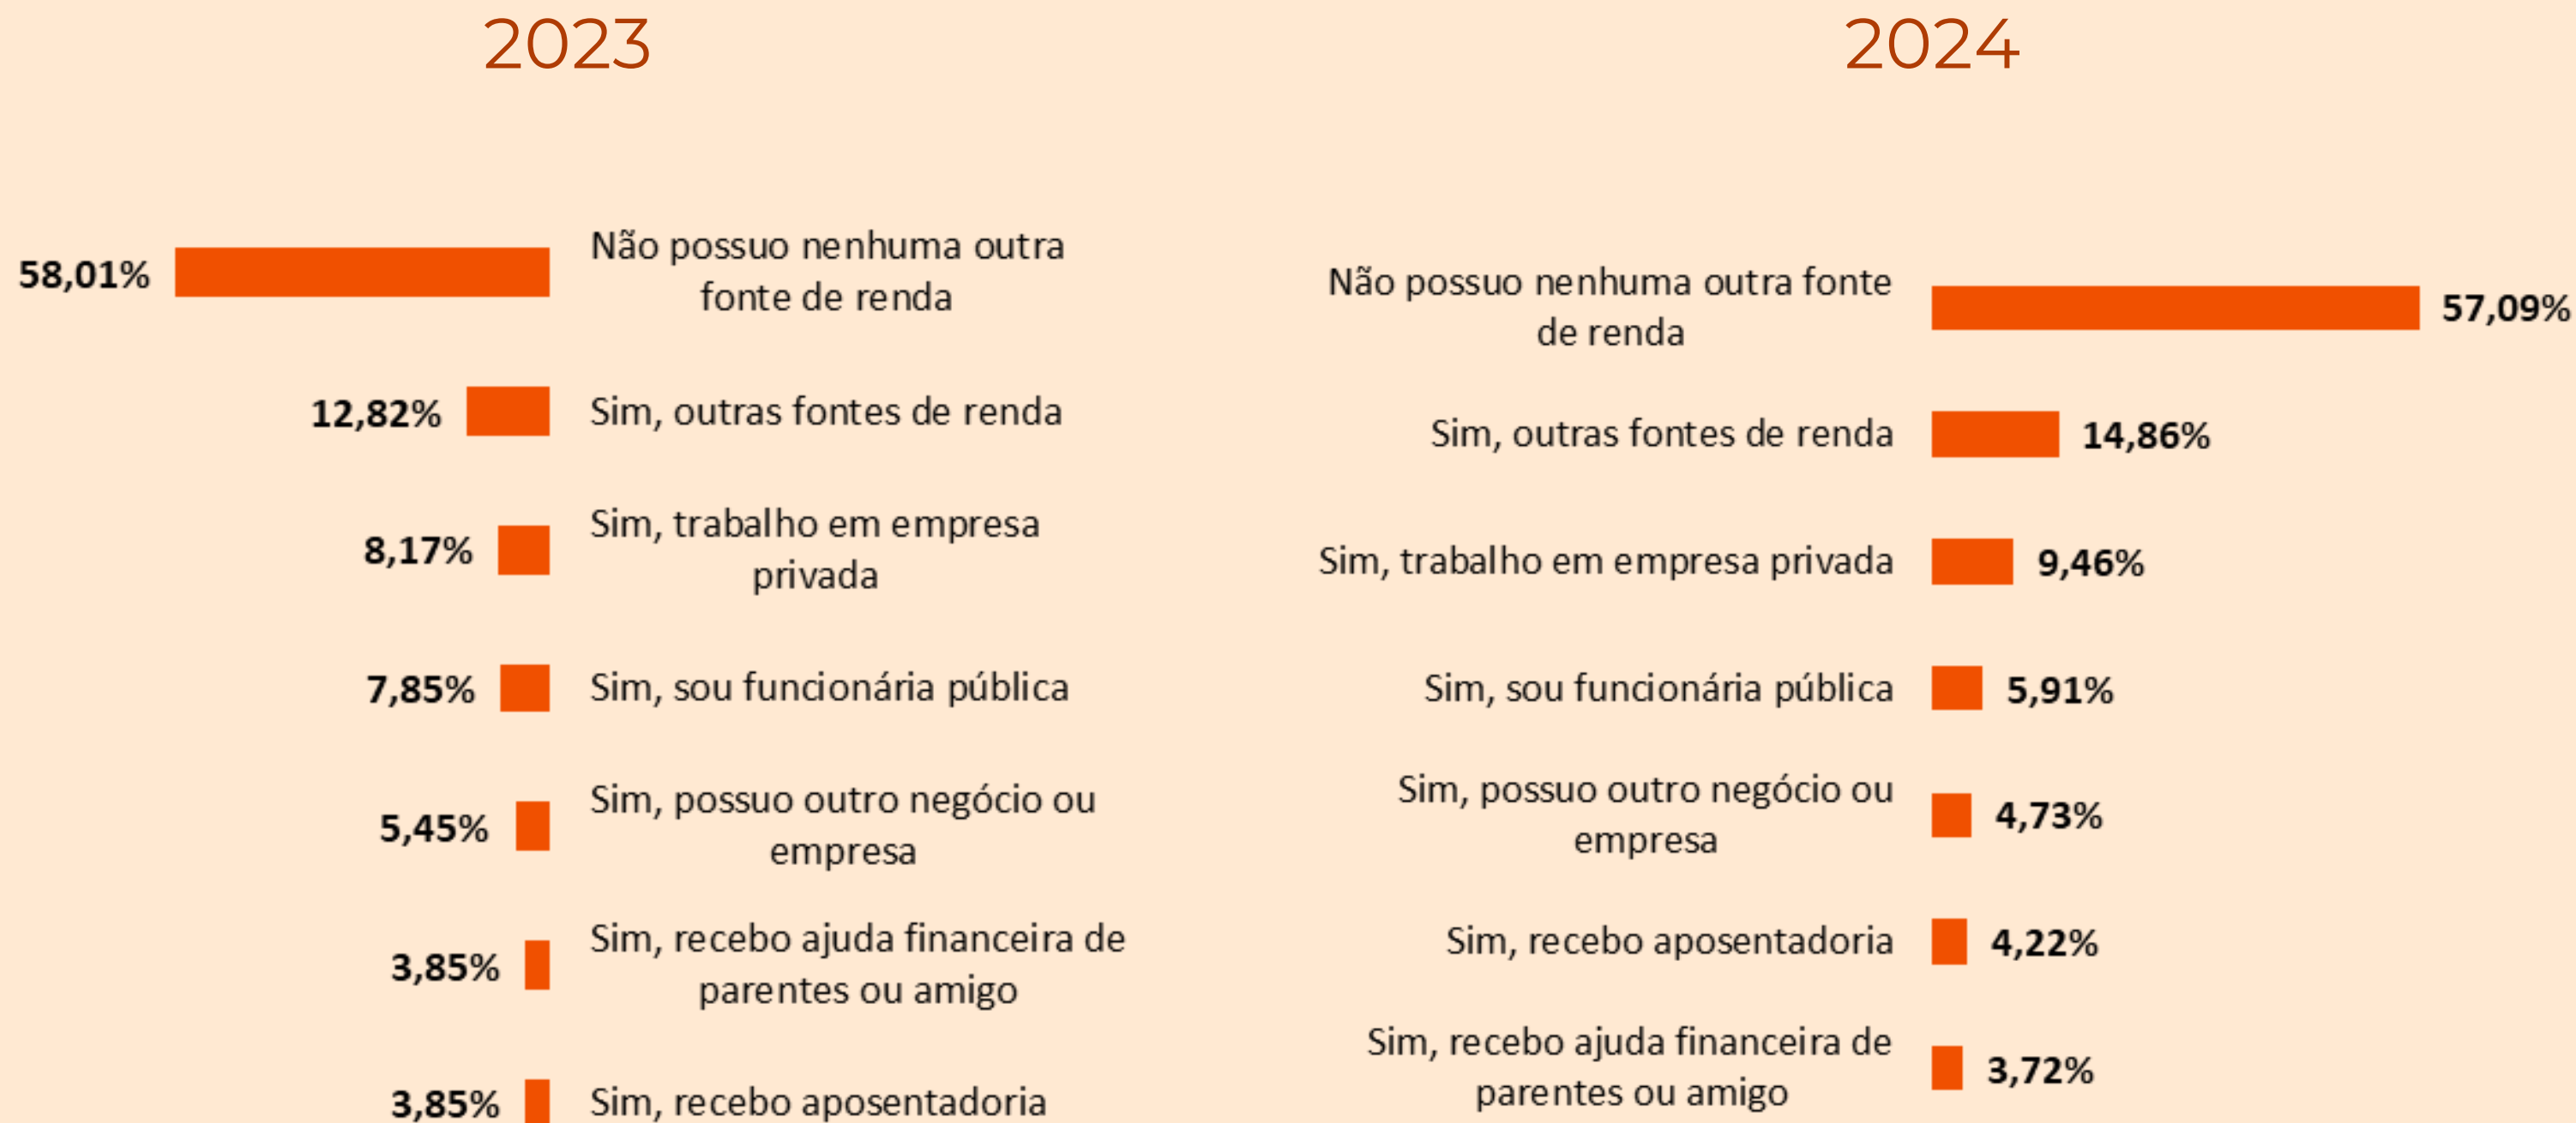 2023
58,01%
Não possuo nenhuma outra
fonte de renda
12,82%
Sim, outras fontes de renda
8,17%
Sim, trabalho em empresa
privada
7,85%
Sim, sou funcionária pública
5,45%
Sim, possuo outro negócio ou
empresa
3,85%
Sim, recebo ajuda financeira de
parentes ou amigo
3,85%
Sim, recebo aposentadoria
2024
Não possuo nenhuma outra fonte
de renda
57,09%
Sim, outras fontes de renda
14,86%
Sim, trabalho em empresa privada
9,46%
Sim, sou funcionária pública
5,91%
Sim, possuo outro negócio ou
empresa
4,73%
Sim, recebo aposentadoria
4,22%
Sim, recebo ajuda financeira de
parentes ou amigo
3,72%